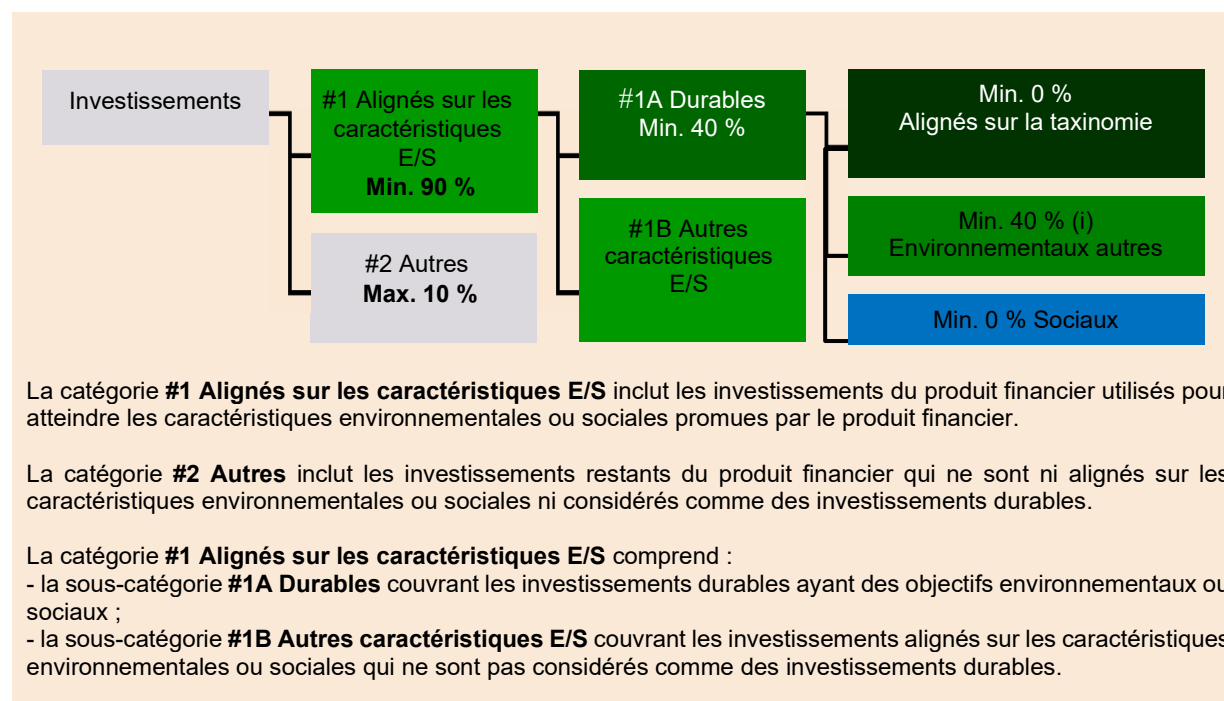 Investissements
#1 Alignés sur les
caractéristiques
E/S
Min. 90 %
#2 Autres
Max. 10 %
#1A Durables
Min. 40 %
#1B Autres
caractéristiques
E/S
Min. 0 %
Alignés sur la taxinomie
Min. 40 % (i)
Environnementaux autres
Min. 0 % Sociaux
La catégorie #1 Alignés sur les caractéristiques E/S inclut les investissements du produit financier utilisés pour
atteindre les caractéristiques environnementales ou sociales promues par le produit financier.
La catégorie #2 Autres inclut les investissements restants du produit financier qui ne sont ni alignés sur les
caractéristiques environnementales ou sociales ni considérés comme des investissements durables.
La catégorie #1 Alignés sur les caractéristiques E/S comprend :
- la sous-catégorie #1A Durables couvrant les investissements durables ayant des objectifs environnementaux ou
sociaux ;
- la sous-catégorie #1B Autres caractéristiques E/S couvrant les investissements alignés sur les caractéristiques
environnementales ou sociales qui ne sont pas considérés comme des investissements durables.